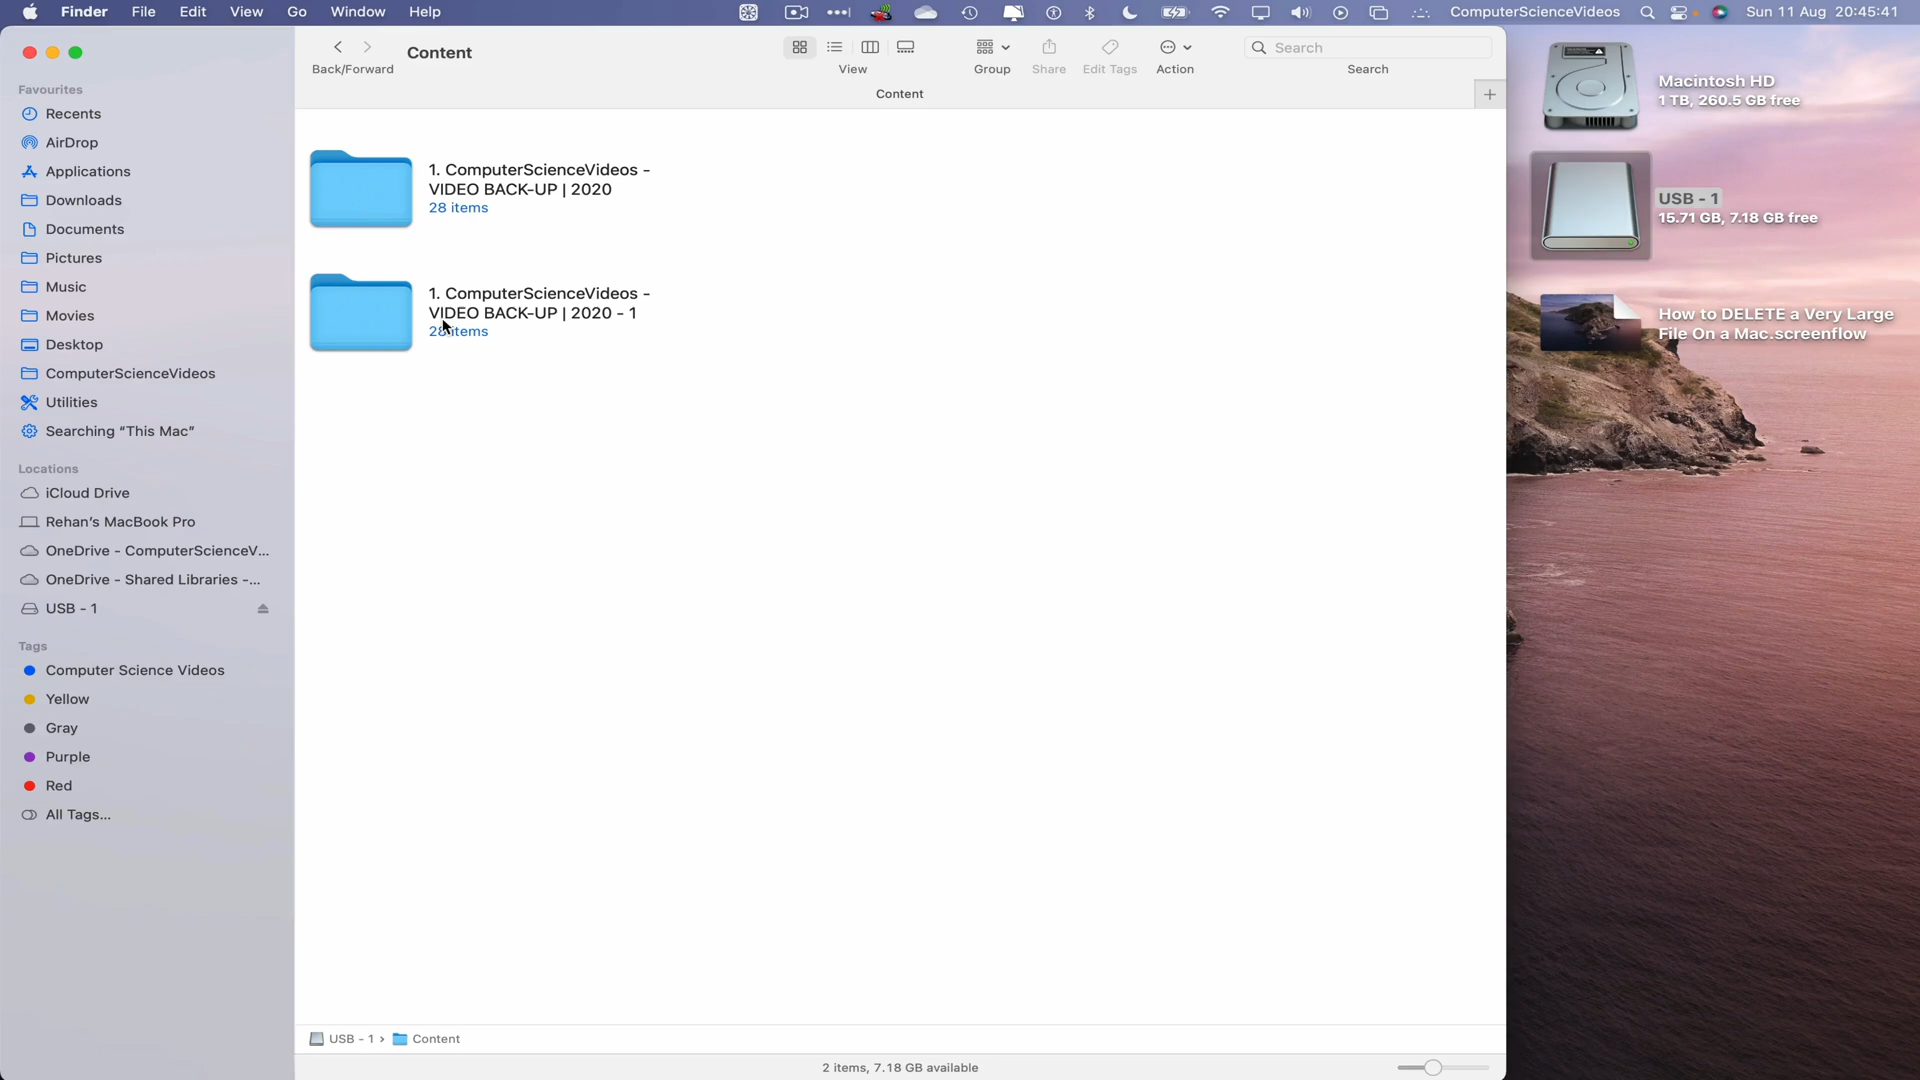 Finder File Edit View Go Window Help ComputerScienceVideos Sun 11 Aug 20:45:41
Content
Search
Back/Forward View Group Share Edit Tags Action Search
Content
Favourites
Recents
AirDrop
Applications
Downloads
Documents
Pictures
Music
Movies
Desktop
ComputerScienceVideos
Utilities
Searching “This Mac”
Locations
iCloud Drive
Rehan’s MacBook Pro
OneDrive - ComputerScienceV...
OneDrive - Shared Libraries -...
USB - 1
Tags
Computer Science Videos
Yellow
Gray
Purple
Red
All Tags...
1. ComputerScienceVideos -
VIDEO BACK-UP | 2020
28 items
1. ComputerScienceVideos -
VIDEO BACK-UP | 2020 - 1
28 items
USB - 1 › Content
2 items, 7.18 GB available
Macintosh HD
1 TB, 260.5 GB free
USB - 1
15.71 GB, 7.18 GB free
How to DELETE a Very Large
File On a Mac.screenflow